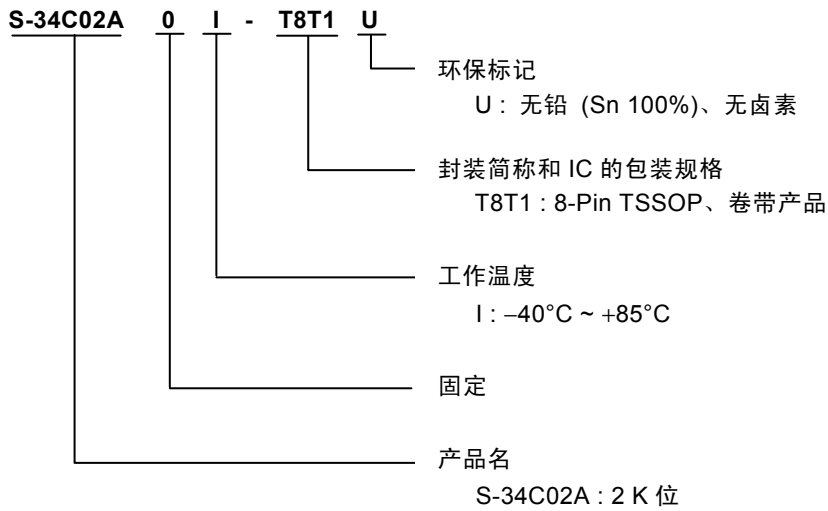 S-34C02A 0 I - T8T1 U
环保标记
U : 无铅 (Sn 100%)、无卤素
封装简称和 IC 的包装规格
T8T1 : 8-Pin TSSOP、卷带产品
工作温度
I : −40°C ~ +85°C
固定
产品名
S-34C02A : 2 K 位